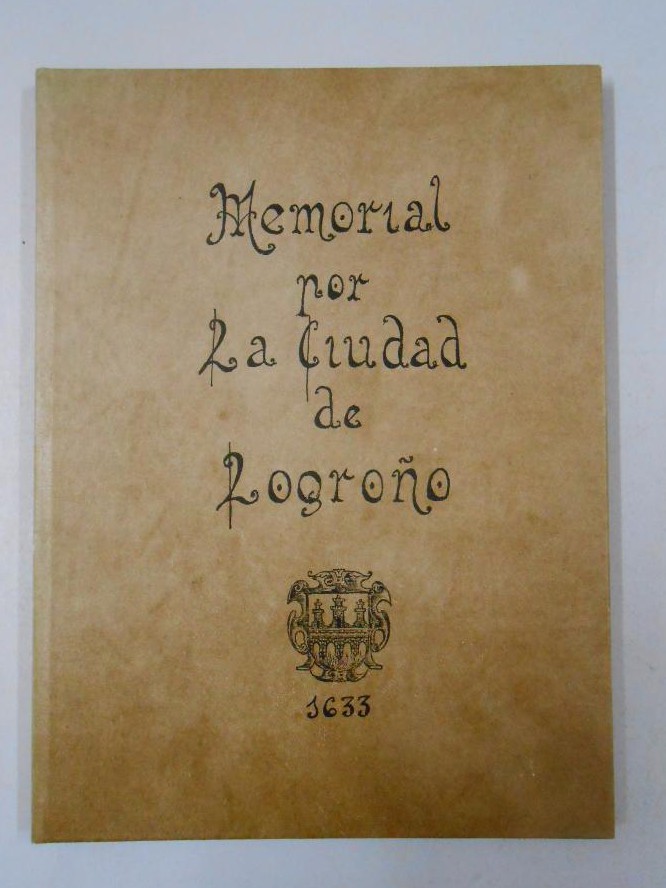 Memorial
por
La Ciudad
de
Logroño
1633